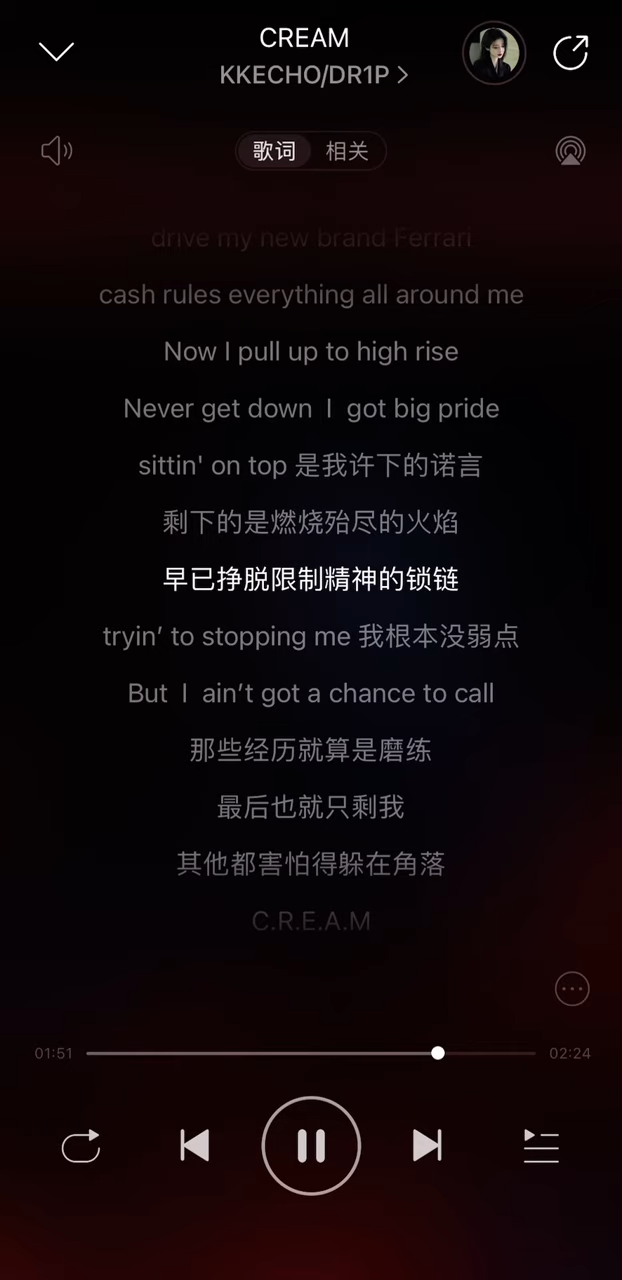 CREAM
KKECHO/DR1P
歌词 相关
drive my new brand Ferrari
cash rules everything all around me
Now I pull up to high rise
Never get down I got big pride
sittin' on top 是我许下的诺言
剩下的是燃烧殆尽的火焰
早已挣脱限制精神的锁链
tryin’ to stopping me 我根本没弱点
But I ain’t got a chance to call
那些经历就算是磨练
最后也就只剩我
其他都害怕得躲在角落
C.R.E.A.M
01:51 02:24